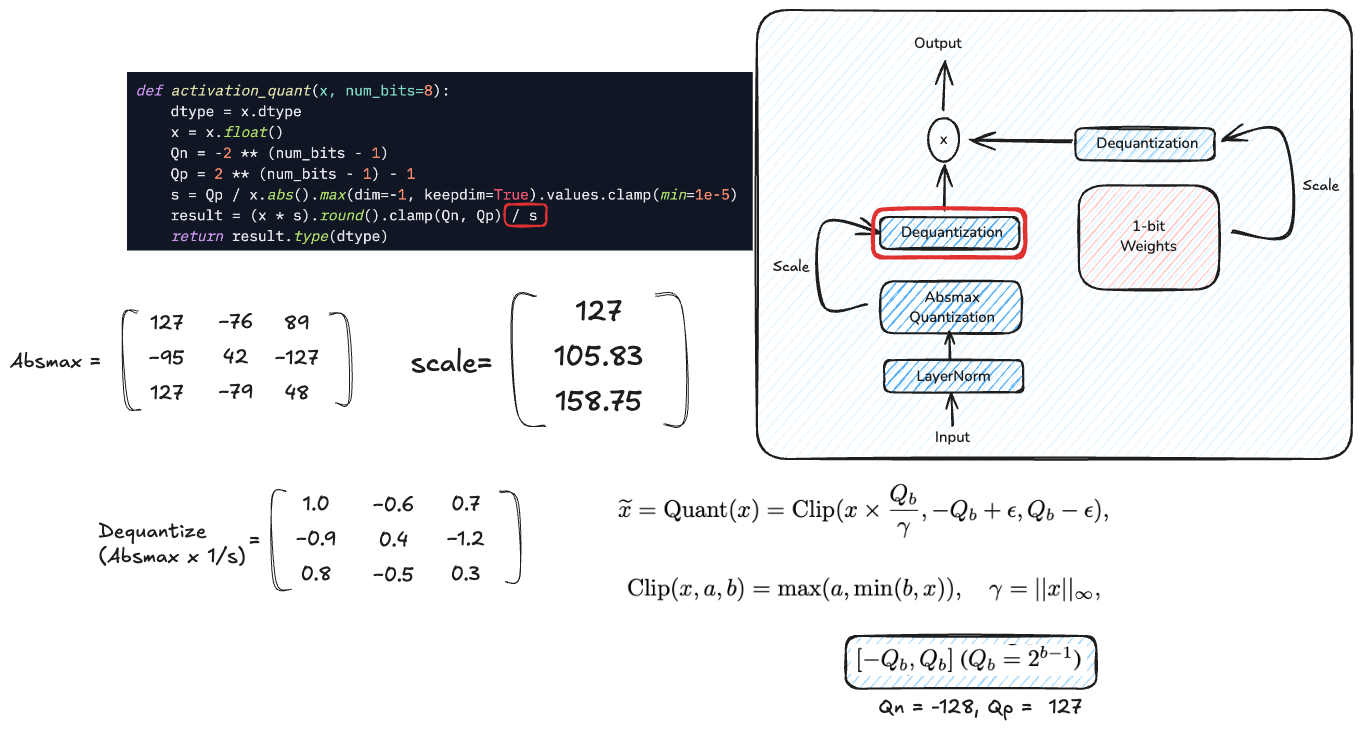 def activation_quant(x, num_bits=8):
    dtype = x.dtype
    x = x.float()
    Qn = -2 ** (num_bits - 1)
    Qp = 2 ** (num_bits - 1) - 1
    s = Qp / x.abs().max(dim=-1, keepdim=True).values.clamp(min=1e-5)
    result = (x * s).round().clamp(Qn, Qp) / s
    return result.type(dtype)
Output
x
Dequantization
Scale
1-bit
Weights
Dequantization
Scale
Absmax
Quantization
LayerNorm
Input
Absmax =
127 -76 89
-95 42 -127
127 -79 48
scale=
127
105.83
158.75
Dequantize
(Absmax x 1/s) =
1.0 -0.6 0.7
-0.9 0.4 -1.2
0.8 -0.5 0.3
x̃ = Quant(x) = Clip(x × Q_b/γ, −Q_b + ϵ, Q_b − ϵ),
Clip(x, a, b) = max(a, min(b, x)), γ = ||x||_∞,
[−Q_b, Q_b] (Q_b = 2^{b−1})
Qn = -128, Qp = 127